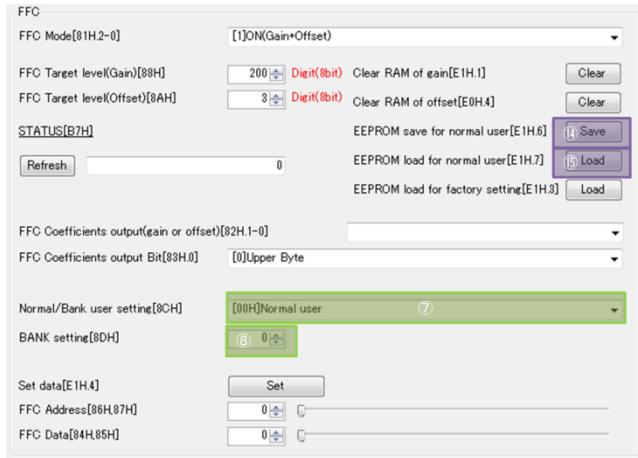 FFC
FFC Mode[81H.2-0] [1]ON(Gain+Offset)
FFC Target level(Gain)[88H] 200 Digit(8bit) Clear RAM of gain[E1H.1] Clear
FFC Target level(Offset)[8AH] 3 Digit(8bit) Clear RAM of offset[E0H.4] Clear
STATUS[B7H] EEPROM save for normal user[E1H.6] ⑭ Save
Refresh 0 EEPROM load for normal user[E1H.7] ⑮ Load
EEPROM load for factory setting[E1H.3] Load
FFC Coefficients output(gain or offset)[82H.1-0]
FFC Coefficients output Bit[83H.0] [0]Upper Byte
Normal/Bank user setting[8CH] [00H]Normal user ⑦
BANK setting[8DH] ⑧ 0
Set data[E1H.4] Set
FFC Address[86H,87H] 0
FFC Data[84H,85H] 0